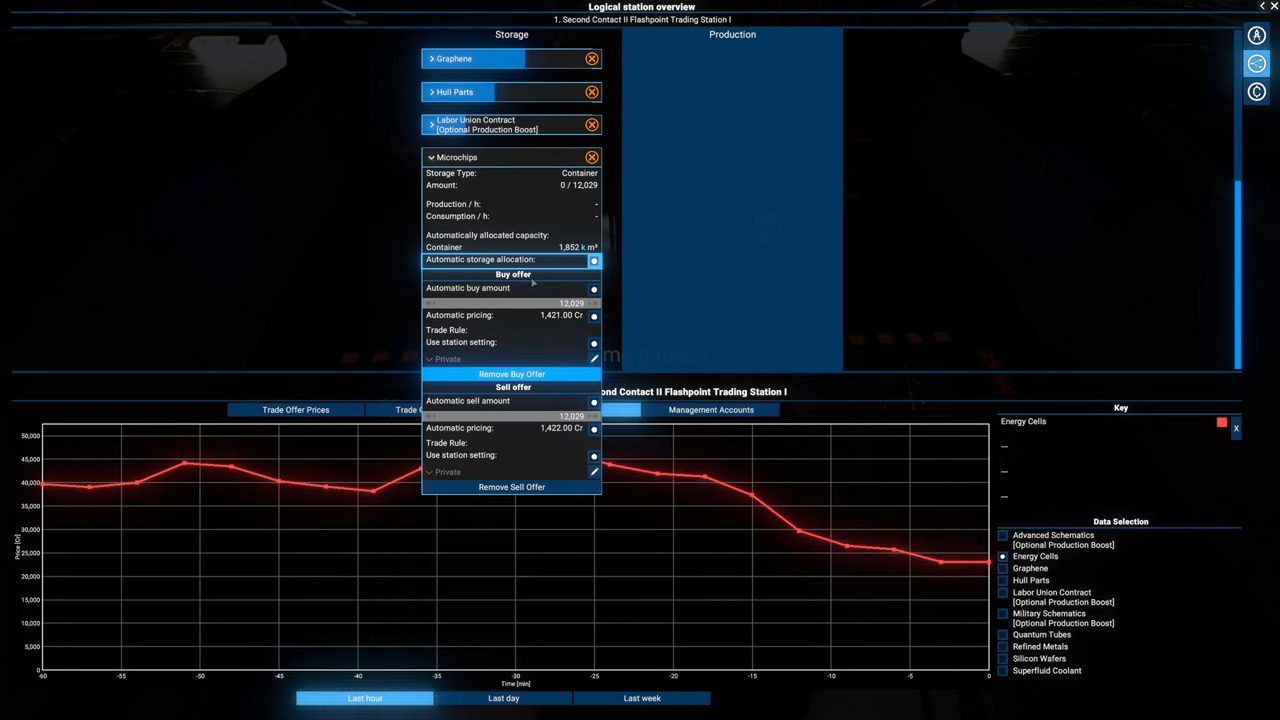 Logical station overview
1. Second Contact II Flashpoint Trading Station I
Storage
Production
Graphene
Hull Parts
Labor Union Contract
[Optional Production Boost]
Microchips
Storage Type: Container
Amount: 0 / 12,029
Production / h: -
Consumption / h: -
Automatically allocated capacity:
Container 1,852 k m³
Automatic storage allocation:
Buy offer
Automatic buy amount
12,029
Automatic pricing: 1,421.00 Cr
Trade Rule:
Use station setting:
Private
Remove Buy Offer
Sell offer
Automatic sell amount
12,029
Automatic pricing: 1,422.00 Cr
Trade Rule:
Use station setting:
Private
Remove Sell Offer
ond Contact II Flashpoint Trading Station I
Trade Offer Prices
Trade
Management Accounts
Price [Cr]
50,000
45,000
40,000
35,000
30,000
25,000
20,000
15,000
10,000
5,000
0
-60 -55 -50 -45 -40 -35 -30 -25 -20 -15 -10 -5 0
Time [min]
Last hour
Last day
Last week
Key
Energy Cells
X
—
—
—
Data Selection
Advanced Schematics
[Optional Production Boost]
Energy Cells
Graphene
Hull Parts
Labor Union Contract
[Optional Production Boost]
Military Schematics
[Optional Production Boost]
Quantum Tubes
Refined Metals
Silicon Wafers
Superfluid Coolant